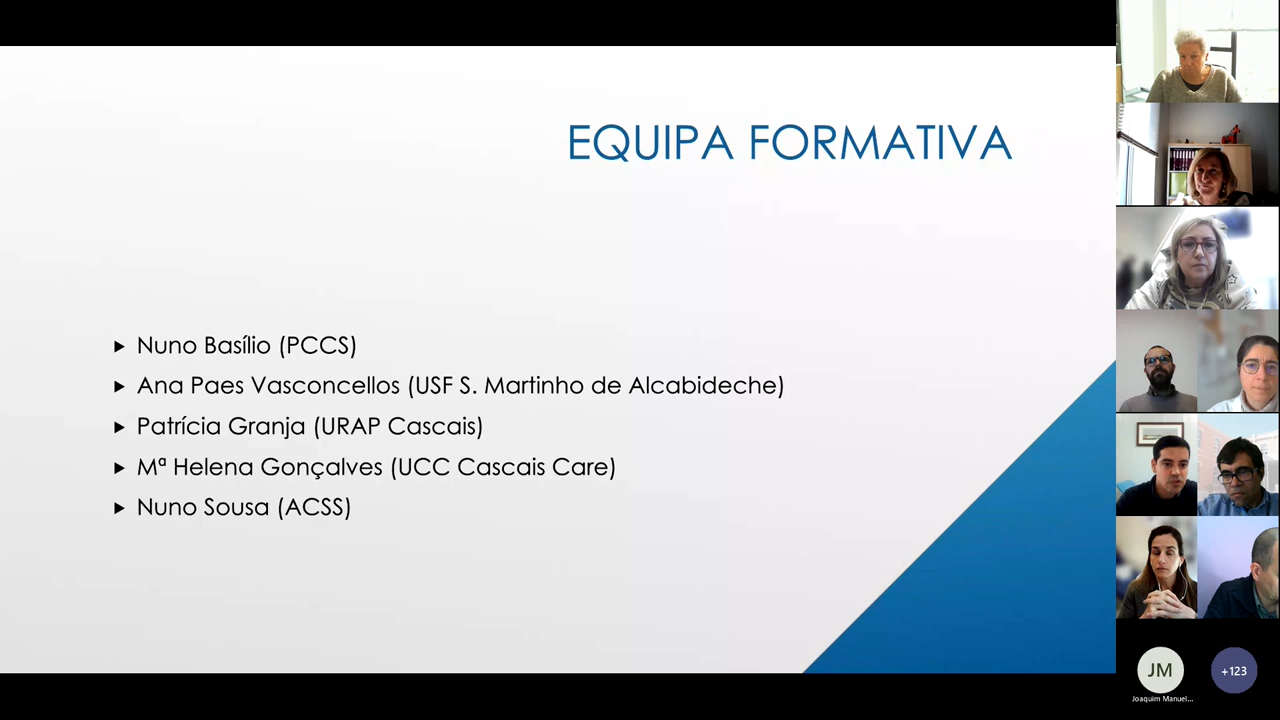 EQUIPA FORMATIVA
Nuno Basílio (PCCS)
Ana Paes Vasconcellos (USF S. Martinho de Alcabideche)
Patrícia Granja (URAP Cascais)
Mª Helena Gonçalves (UCC Cascais Care)
Nuno Sousa (ACSS)
JM
+123
Joaquim Manuel...